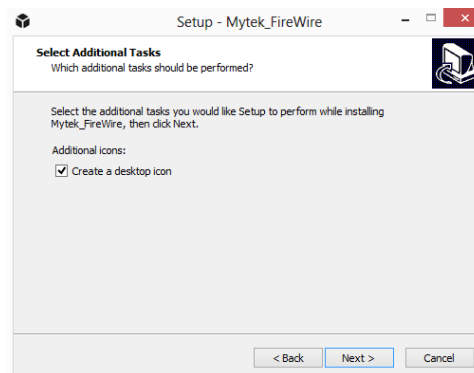 Setup - Mytek_FireWire
Select Additional Tasks
Which additional tasks should be performed?
Select the additional tasks you would like Setup to perform while installing
Mytek_FireWire, then click Next.
Additional icons:
Create a desktop icon
< Back
Next >
Cancel